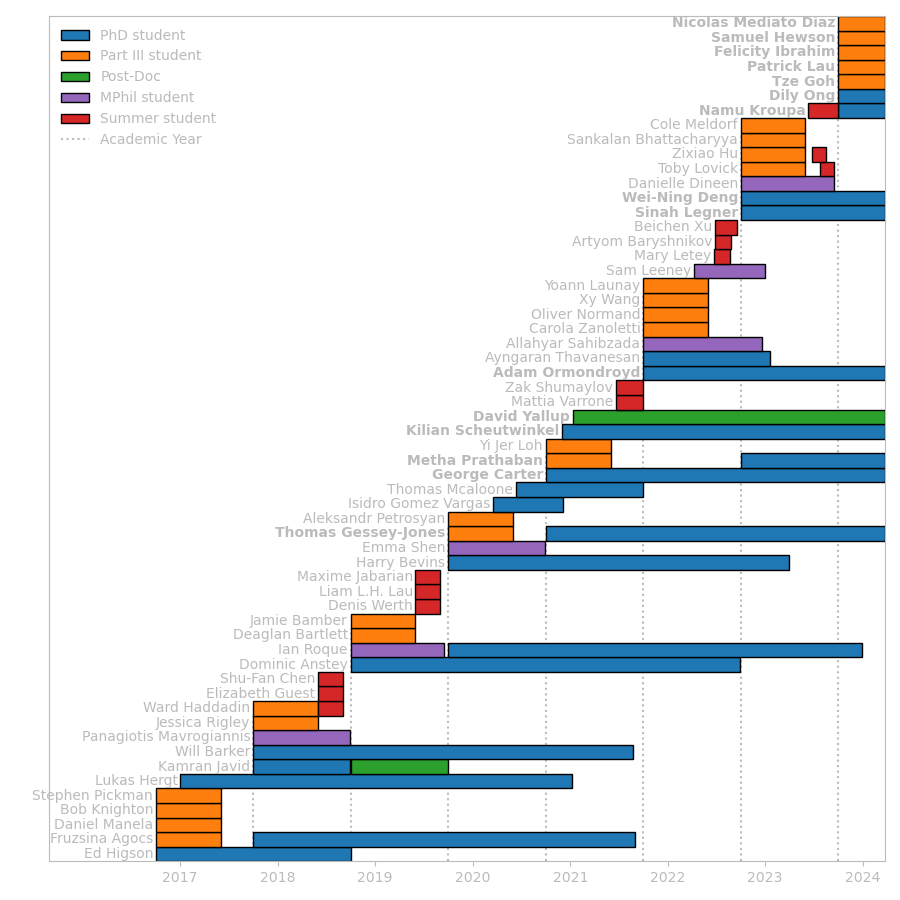 PhD student
Part III student
Post-Doc
MPhil student
Summer student
Academic Year
Nicolas Mediato Diaz
Samuel Hewson
Felicity Ibrahim
Patrick Lau
Tze Goh
Dily Ong
Namu Kroupa
Cole Meldorf
Sankalan Bhattacharyya
Zixiao Hu
Toby Lovick
Danielle Dineen
Wei-Ning Deng
Sinah Legner
Beichen Xu
Artyom Baryshnikov
Mary Letey
Sam Leeney
Yoann Launay
Xy Wang
Oliver Normand
Carola Zanoletti
Allahyar Sahibzada
Ayngaran Thavanesan
Adam Ormondroyd
Zak Shumaylov
Mattia Varrone
David Yallup
Kilian Scheutwinkel
Yi Jer Loh
Metha Prathaban
George Carter
Thomas Mcaloone
Isidro Gomez Vargas
Aleksandr Petrosyan
Thomas Gessey-Jones
Emma Shen
Harry Bevins
Maxime Jabarian
Liam L.H. Lau
Denis Werth
Jamie Bamber
Deaglan Bartlett
Ian Roque
Dominic Anstey
Shu-Fan Chen
Elizabeth Guest
Ward Haddadin
Jessica Rigley
Panagiotis Mavrogiannis
Will Barker
Kamran Javid
Lukas Hergt
Stephen Pickman
Bob Knighton
Daniel Manela
Fruzsina Agocs
Ed Higson
2017 2018 2019 2020 2021 2022 2023 2024